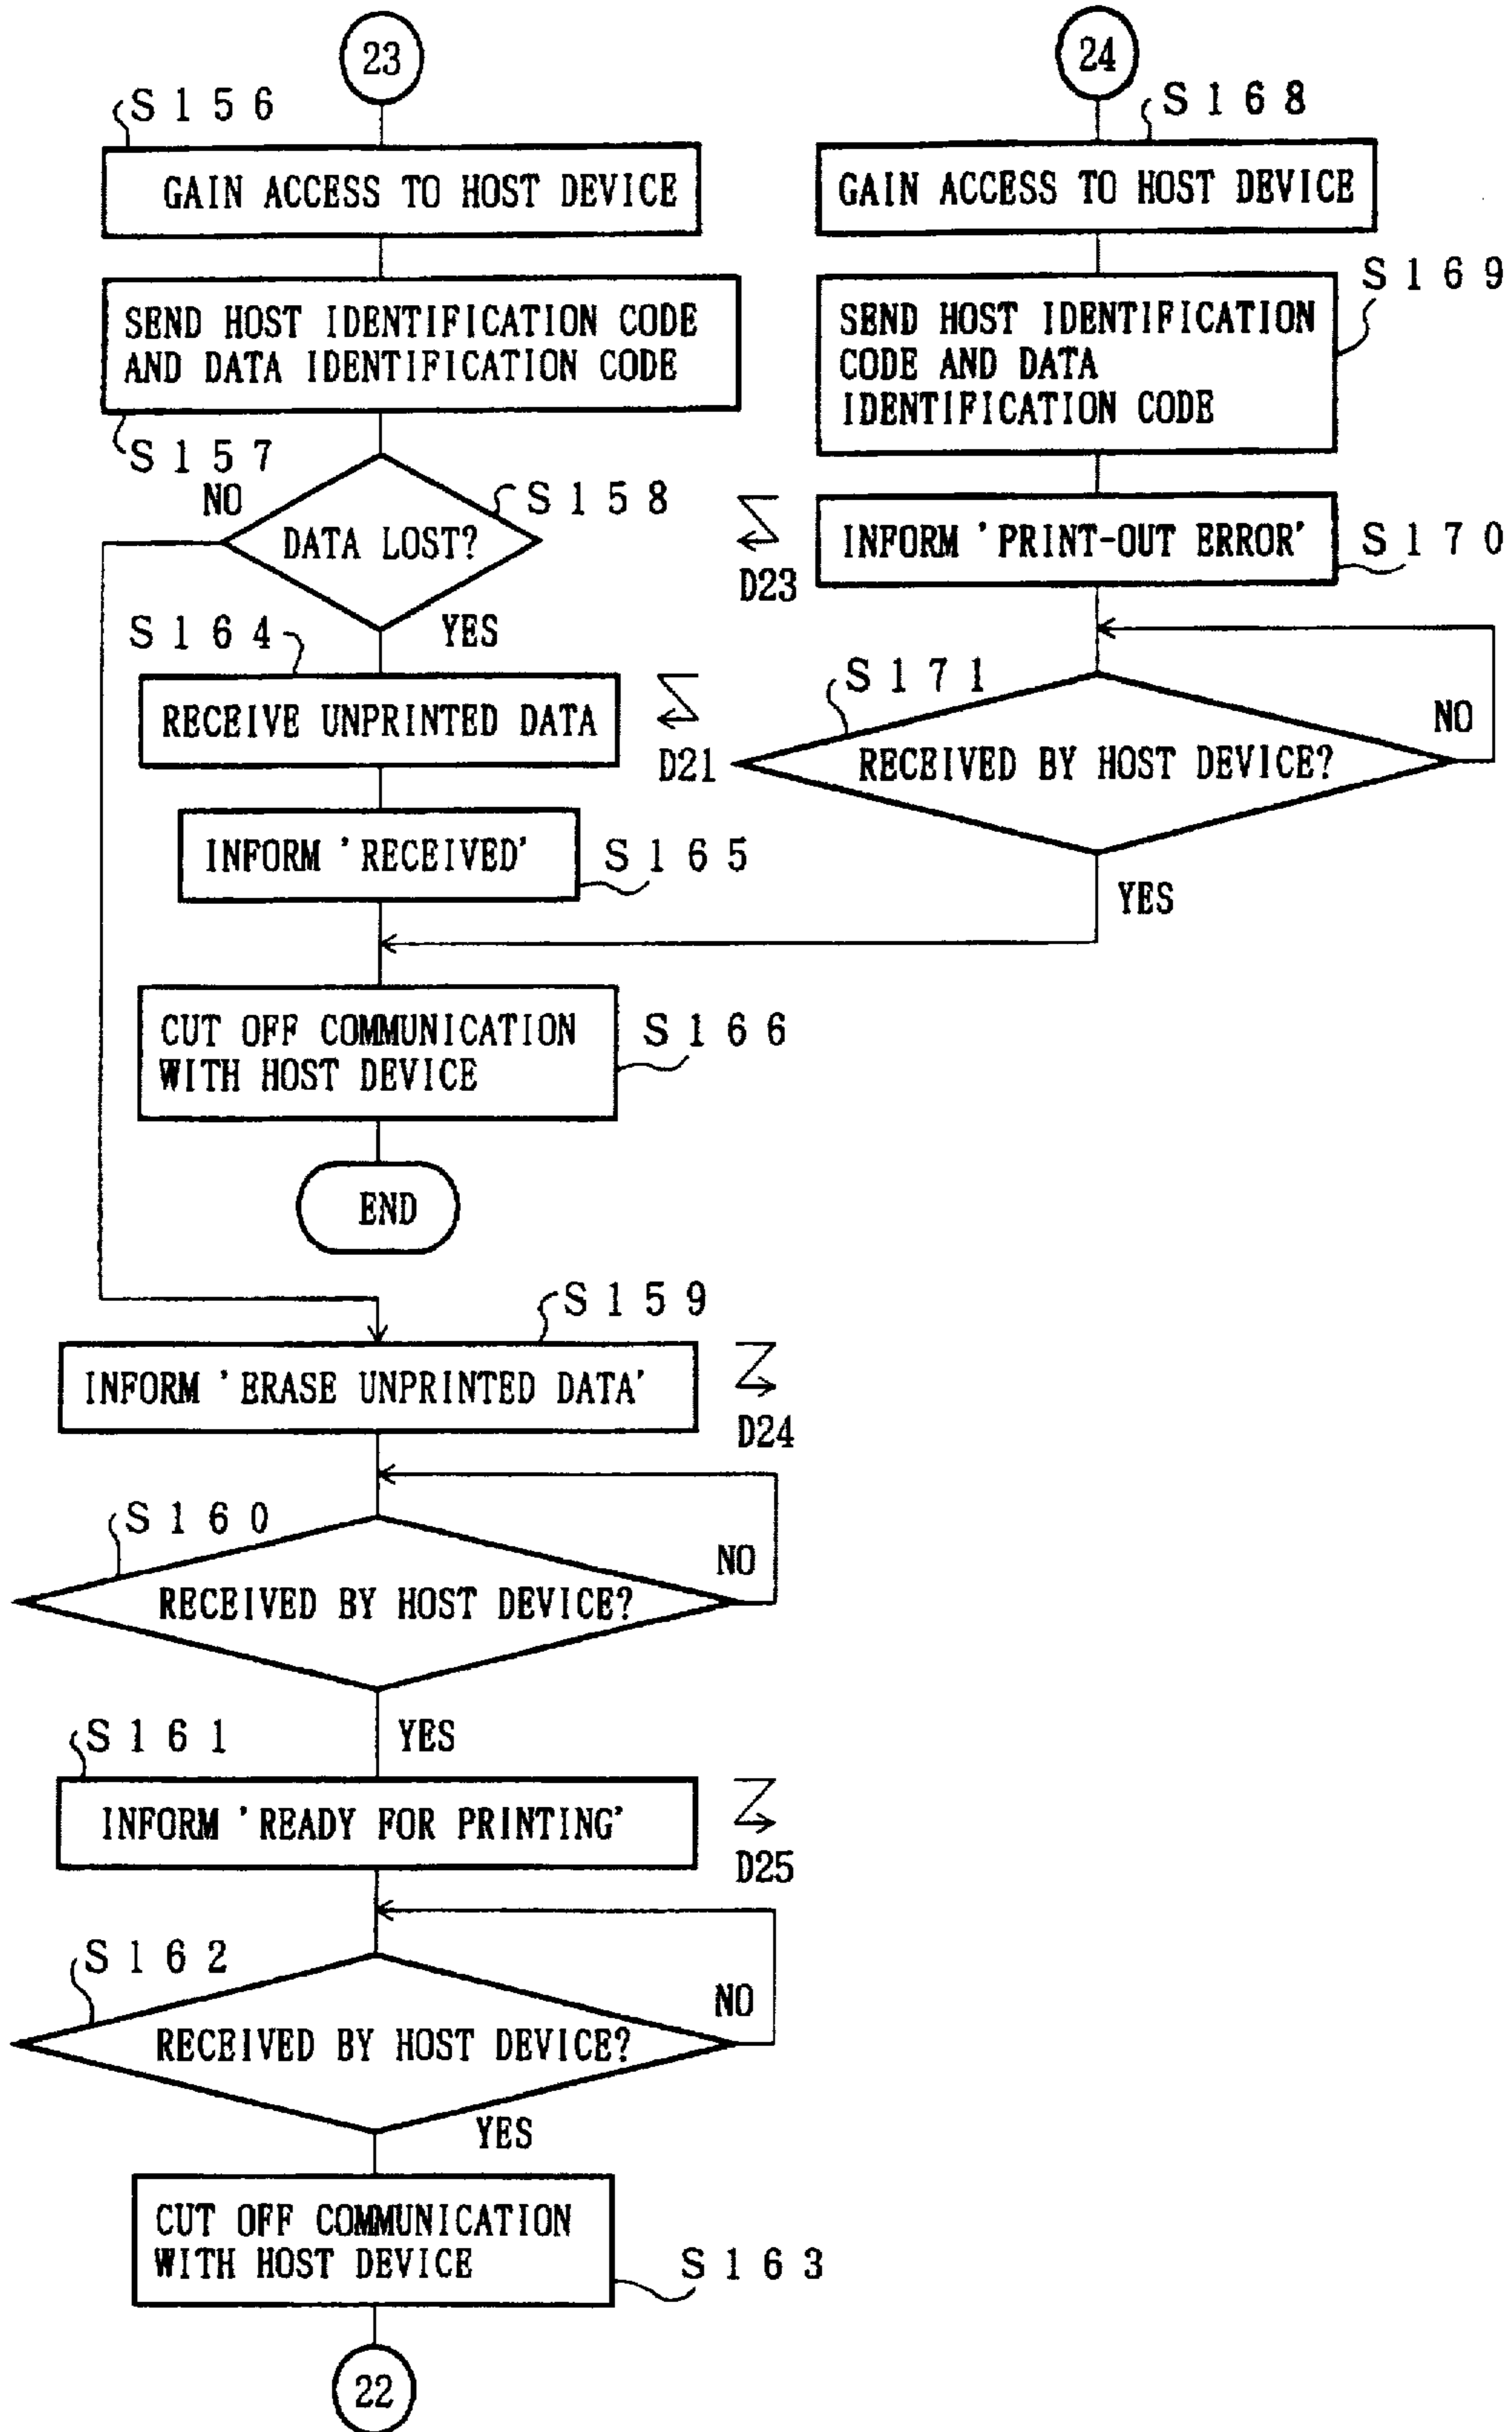 23
S156
GAIN ACCESS TO HOST DEVICE
SEND HOST IDENTIFICATION CODE
AND DATA IDENTIFICATION CODE
S157
NO
S158
DATA LOST?
YES
S164
RECEIVE UNPRINTED DATA
D21
INFORM 'RECEIVED'
S165
CUT OFF COMMUNICATION
WITH HOST DEVICE
S166
END
24
S168
GAIN ACCESS TO HOST DEVICE
S169
SEND HOST IDENTIFICATION
CODE AND DATA
IDENTIFICATION CODE
INFORM 'PRINT-OUT ERROR'
S170
D23
S171
NO
RECEIVED BY HOST DEVICE?
YES
S159
INFORM 'ERASE UNPRINTED DATA'
D24
S160
NO
RECEIVED BY HOST DEVICE?
YES
S161
INFORM 'READY FOR PRINTING'
D25
S162
NO
RECEIVED BY HOST DEVICE?
YES
CUT OFF COMMUNICATION
WITH HOST DEVICE
S163
22